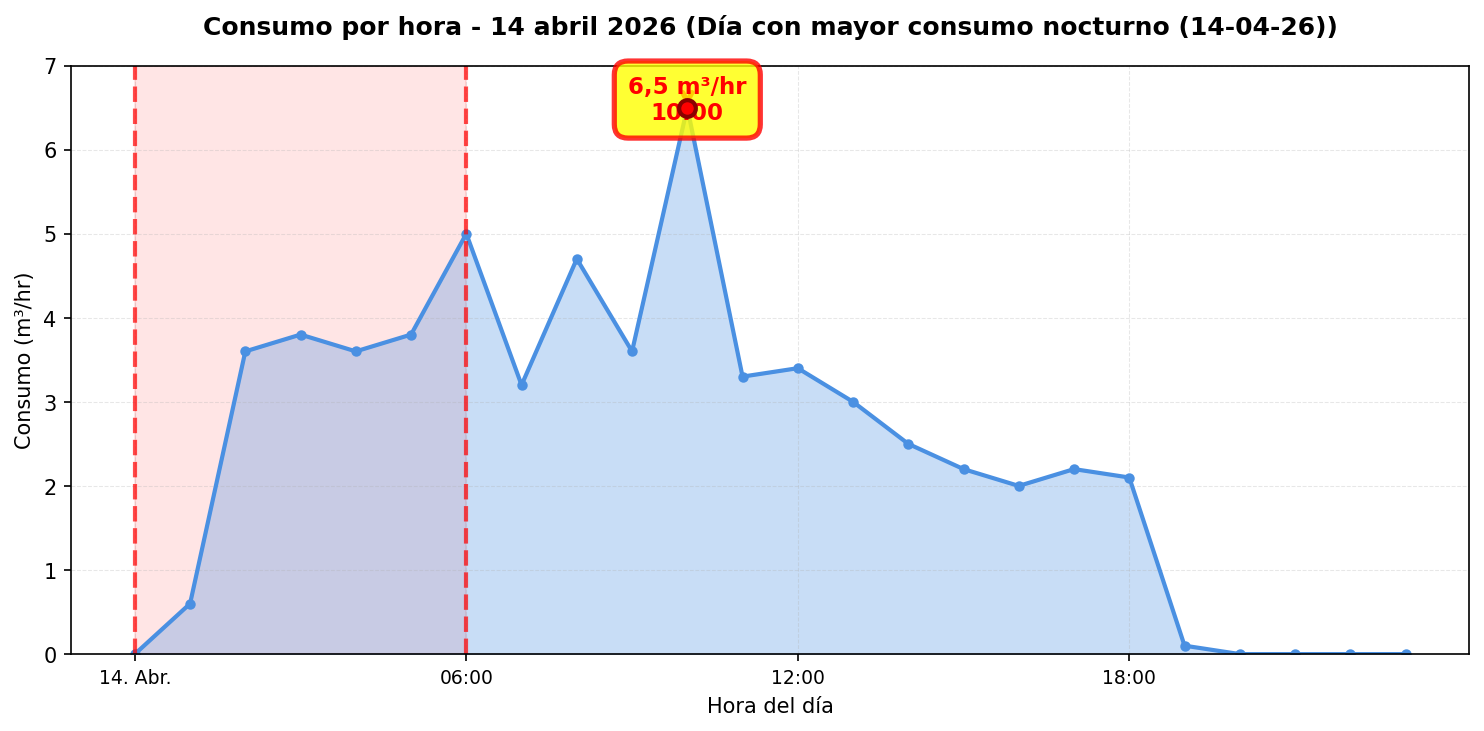 Consumo por hora - 14 abril 2026 (Día con mayor consumo nocturno (14-04-26))
6,5 m³/hr
10:00
Consumo (m³/hr)
7
6
5
4
3
2
1
0
14. Abr.
06:00
12:00
18:00
Hora del día